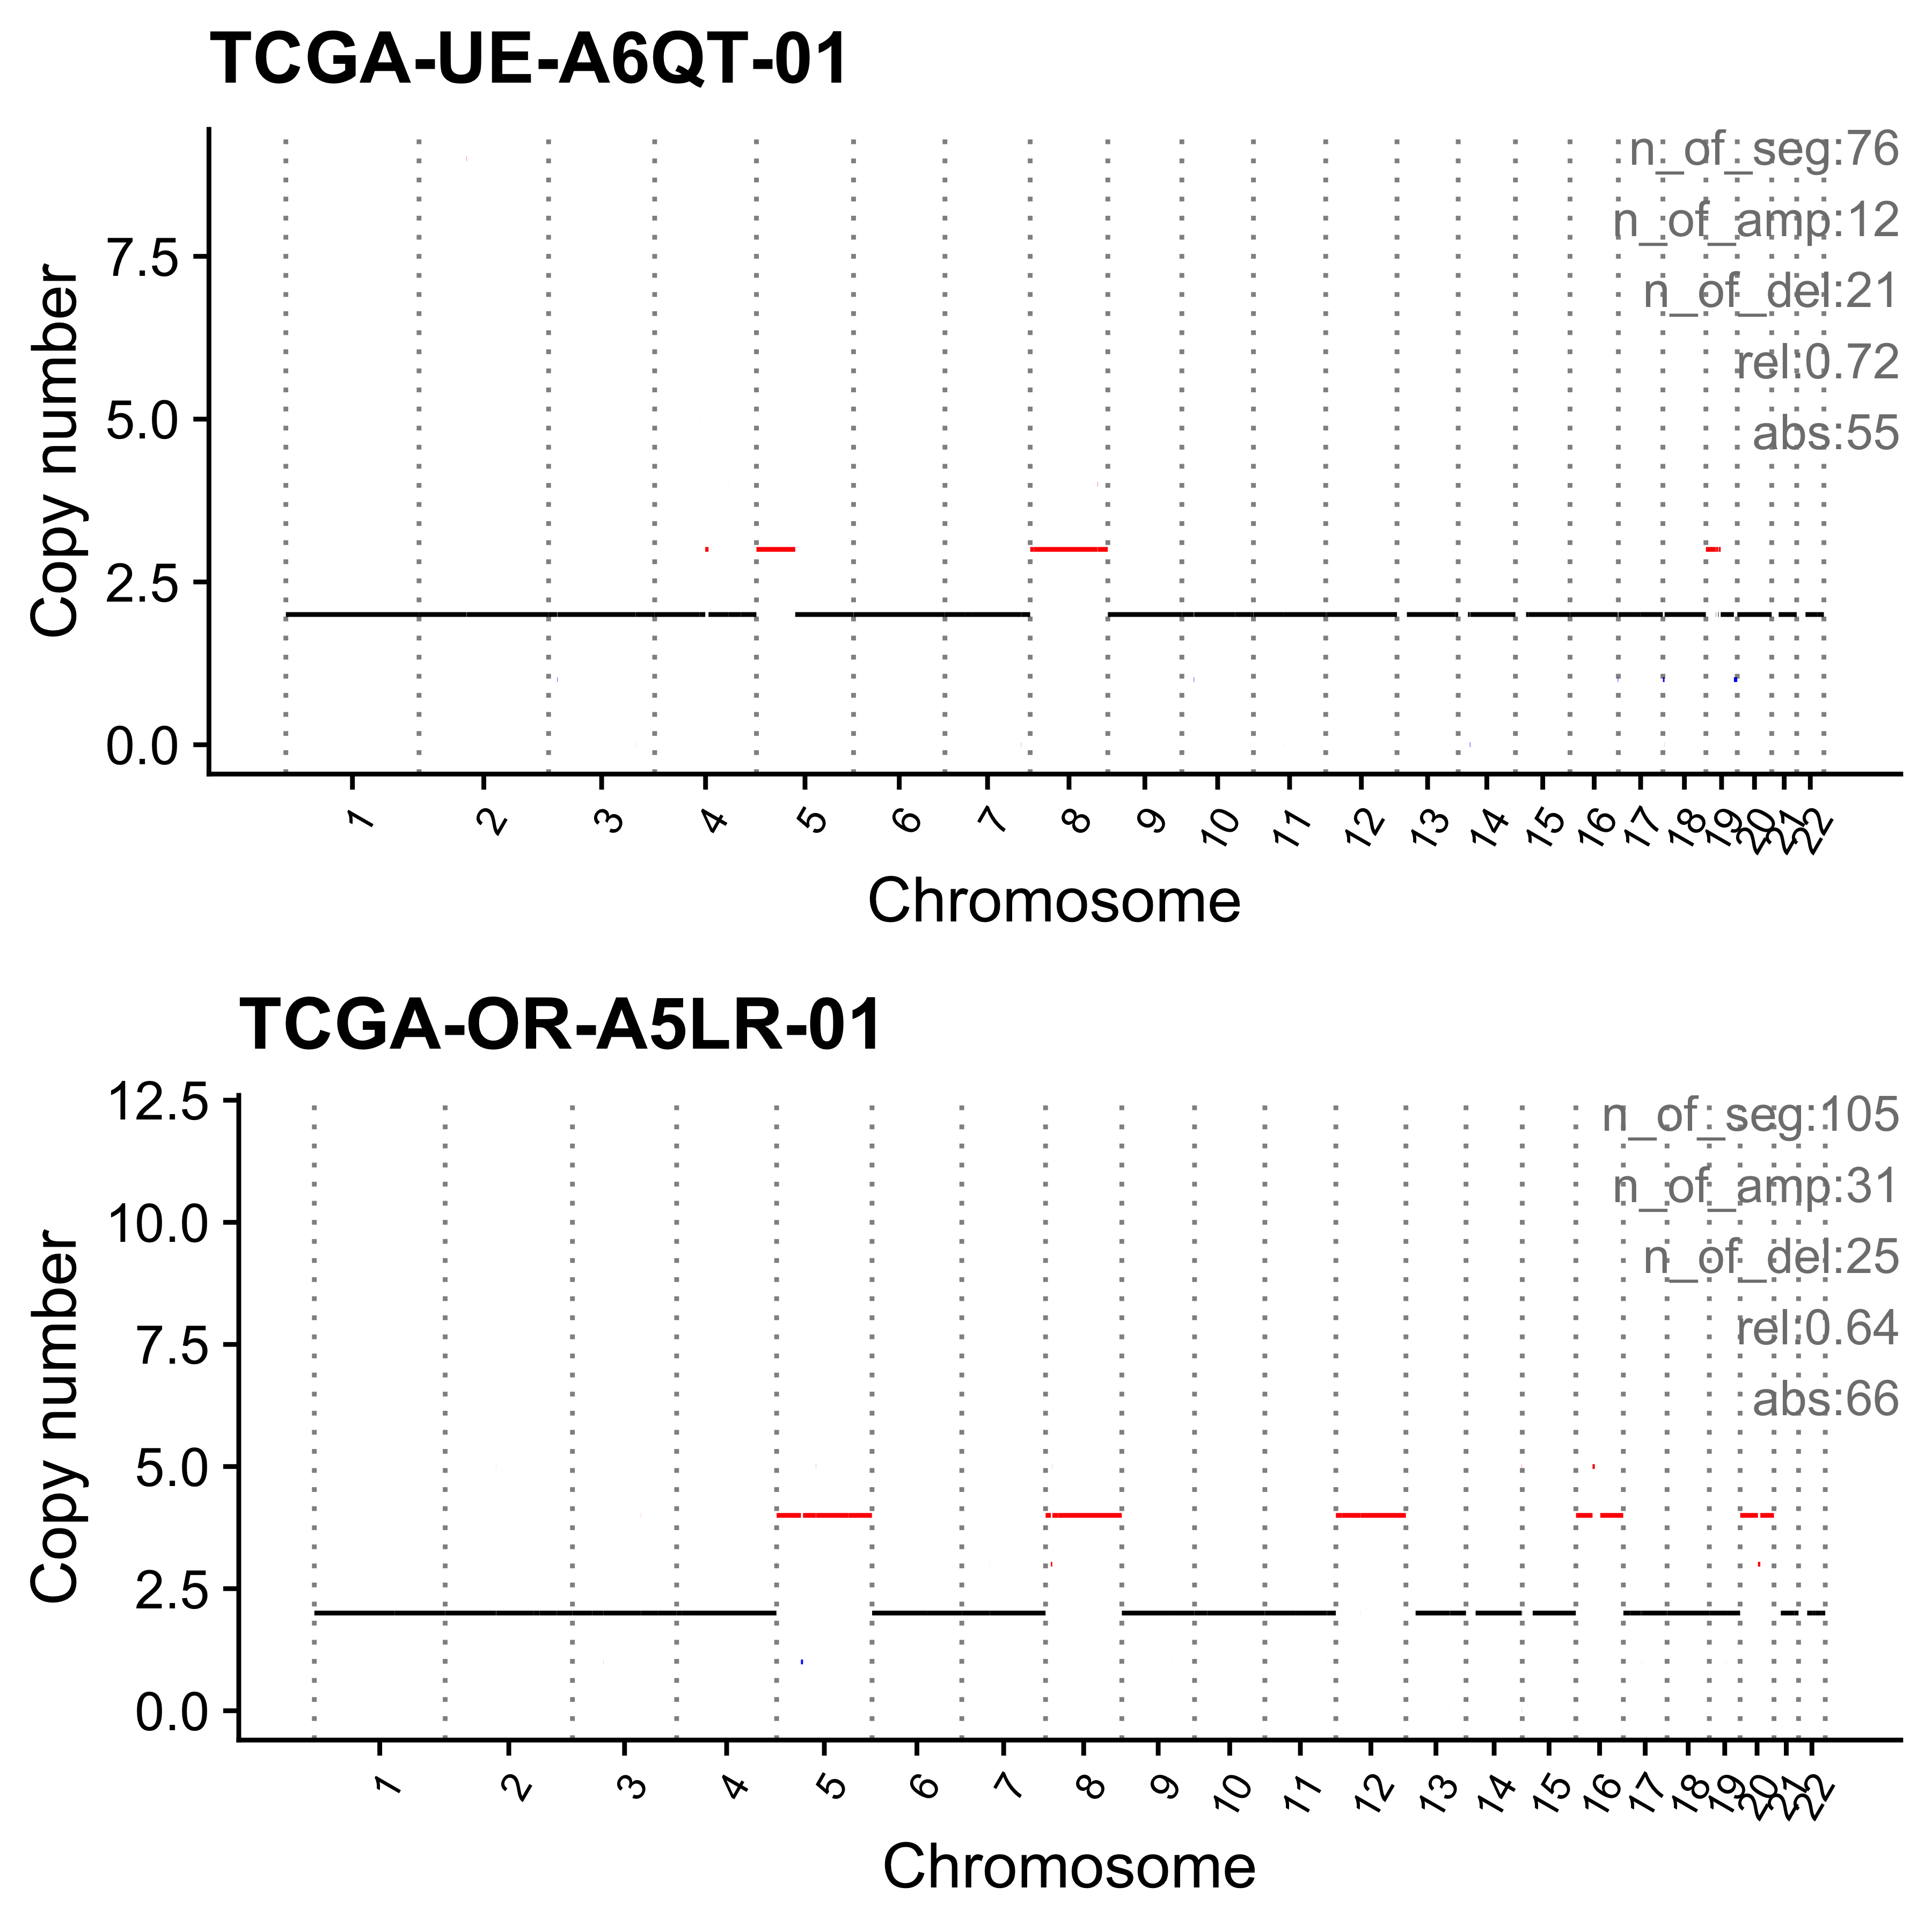 TCGA-UE-A6QT-01
n_of_seg:76
n_of_amp:12
n_of_del:21
rel:0.72
abs:55
Copy number
7.5
5.0
2.5
0.0
1 2 3 4 5 6 7 8 9 10 11 12 13 14 15 16 17 18 19 20 21 22
Chromosome
TCGA-OR-A5LR-01
n_of_seg:105
n_of_amp:31
n_of_del:25
rel:0.64
abs:66
Copy number
12.5
10.0
7.5
5.0
2.5
0.0
1 2 3 4 5 6 7 8 9 10 11 12 13 14 15 16 17 18 19 20 21 22
Chromosome